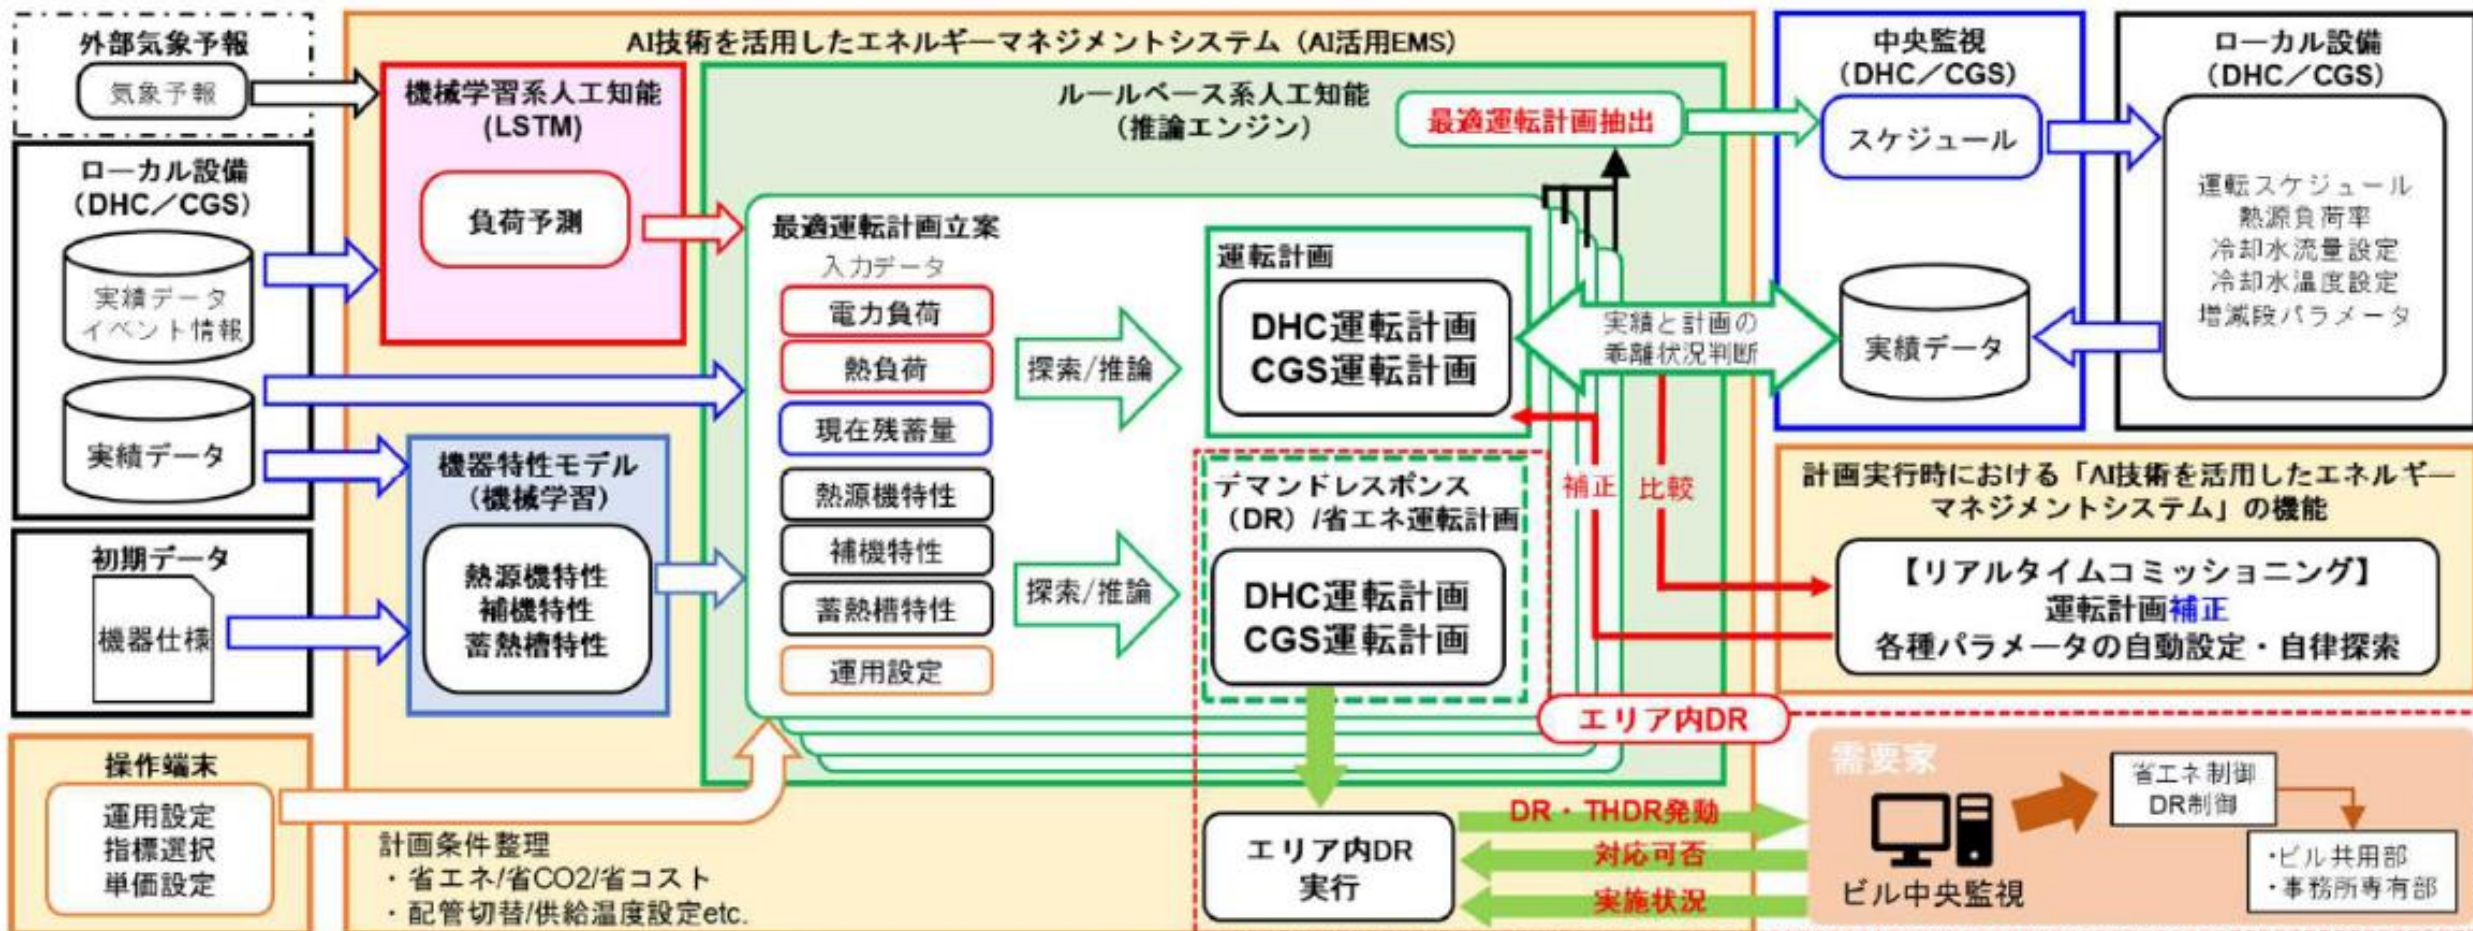 AI技術を活用したエネルギーマネジメントシステム（AI活用EMS）
外部気象予報
気象予報
ローカル設備
（DHC／CGS）
実績データ
イベント情報
実績データ
初期データ
機器仕様
操作端末
運用設定
指標選択
単価設定
機械学習系人工知能
(LSTM)
負荷予測
機器特性モデル
（機械学習）
熱源機特性
補機特性
蓄熱槽特性
計画条件整理
・省エネ/省CO2/省コスト
・配管切替/供給温度設定etc.
ルールベース系人工知能
（推論エンジン）
最適運転計画抽出
最適運転計画立案
入力データ
電力負荷
熱負荷
現在残蓄量
熱源機特性
補機特性
蓄熱槽特性
運用設定
探索/推論
探索/推論
運転計画
DHC運転計画
CGS運転計画
デマンドレスポンス
（DR）/省エネ運転計画
DHC運転計画
CGS運転計画
実績と計画の
乖離状況判断
補正
比較
エリア内DR
エリア内DR
実行
DR・THDR発動
対応可否
実施状況
中央監視
（DHC／CGS）
スケジュール
実績データ
ローカル設備
（DHC／CGS）
運転スケジュール
熱源負荷率
冷却水流量設定
冷却水温度設定
増減段パラメータ
計画実行時における「AI技術を活用したエネルギー
マネジメントシステム」の機能
【リアルタイムコミッショニング】
運転計画補正
各種パラメータの自動設定・自律探索
需要家
ビル中央監視
省エネ制御
DR制御
・ビル共用部
・事務所専有部